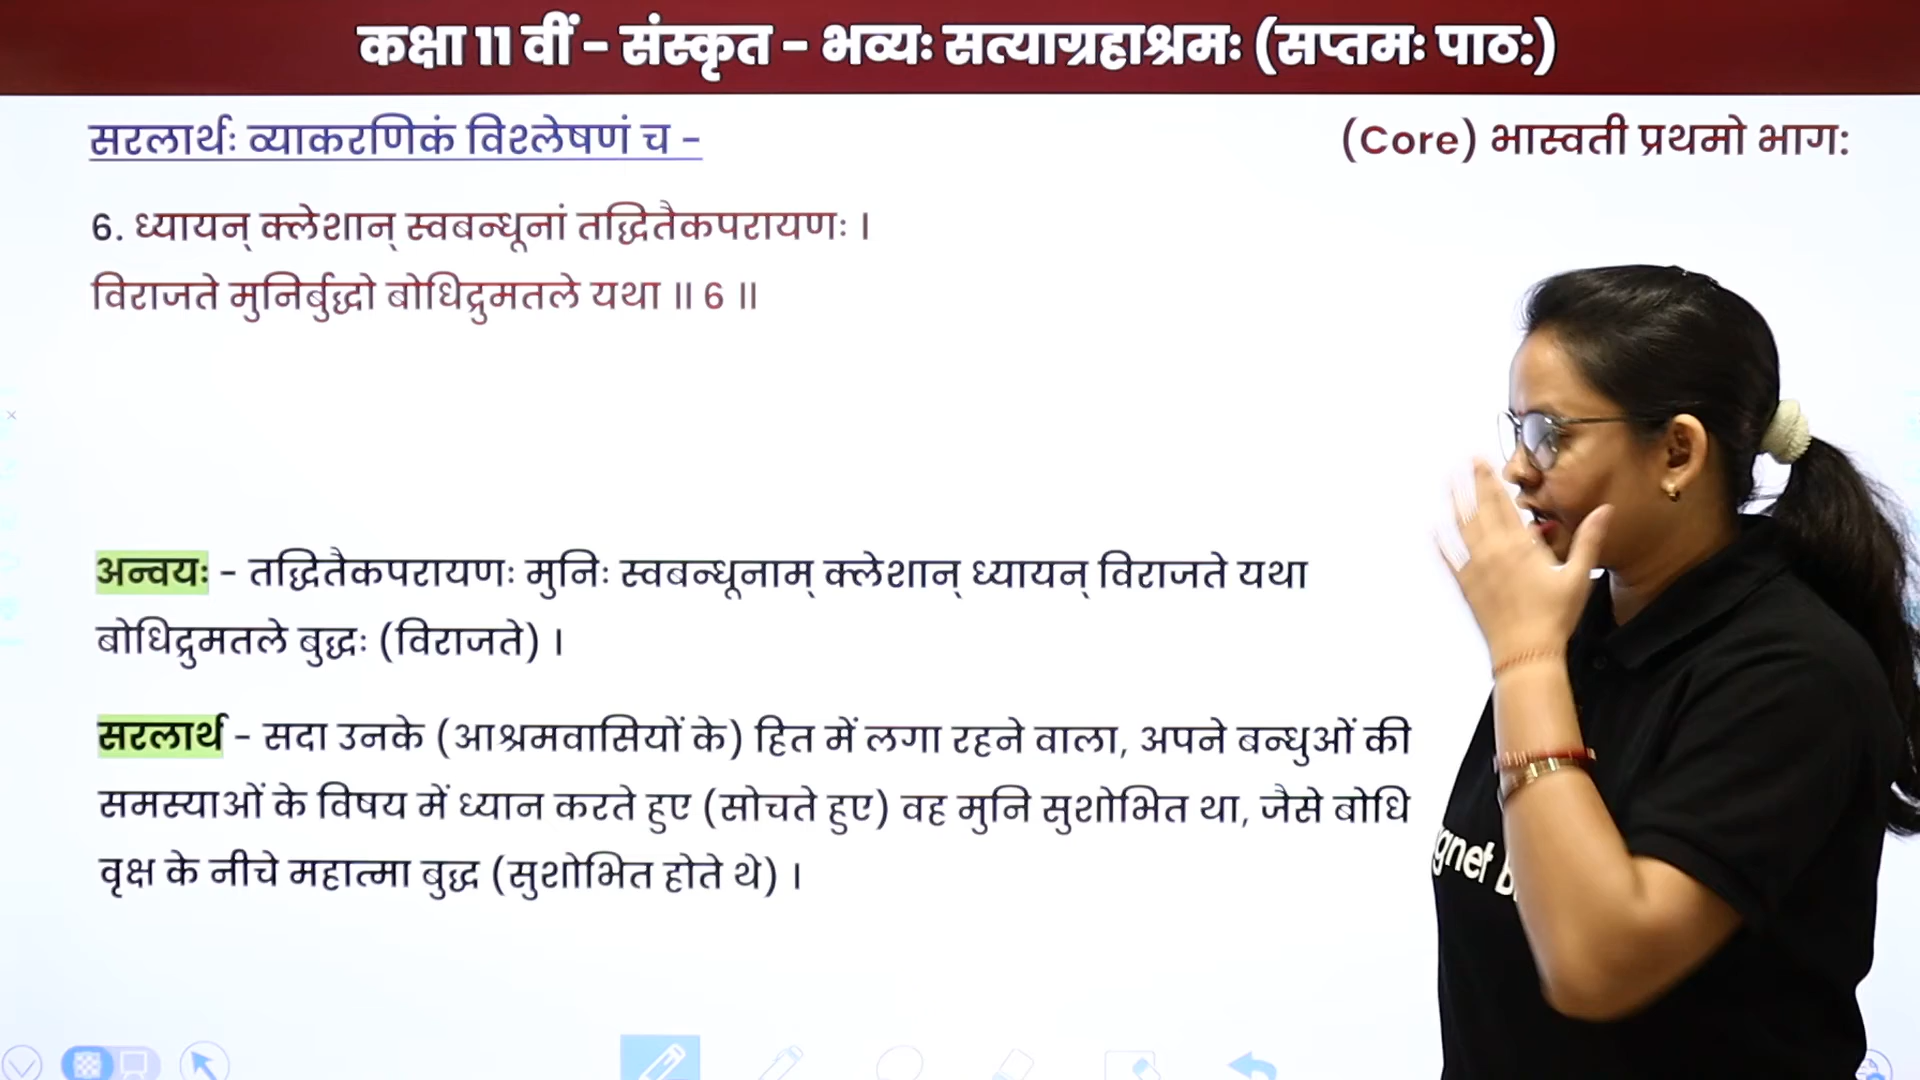 कक्षा 11 वीं - संस्कृत - भव्यः सत्याग्रहाश्रमः (सप्तमः पाठः)
सरलार्थः व्याकरणिकं विश्लेषणं च -
(Core) भास्वती प्रथमो भागः
6. ध्यायन् क्लेशान् स्वबन्धूनां तद्धितैकपरायणः ।
विराजते मुनिर्बुद्धो बोधिद्रुमतले यथा ॥ 6 ॥
अन्वयः - तद्धितैकपरायणः मुनिः स्वबन्धूनाम् क्लेशान् ध्यायन् विराजते यथा
बोधिद्रुमतले बुद्धः (विराजते) ।
सरलार्थ - सदा उनके (आश्रमवासियों के) हित में लगा रहने वाला, अपने बन्धुओं की
समस्याओं के विषय में ध्यान करते हुए (सोचते हुए) वह मुनि सुशोभित था, जैसे बोधि
वृक्ष के नीचे महात्मा बुद्ध (सुशोभित होते थे) ।